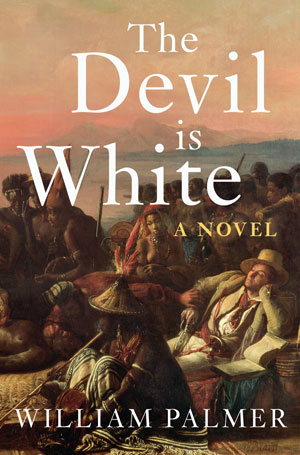 The
Devil
is
White
A NOVEL
WILLIAM PALMER